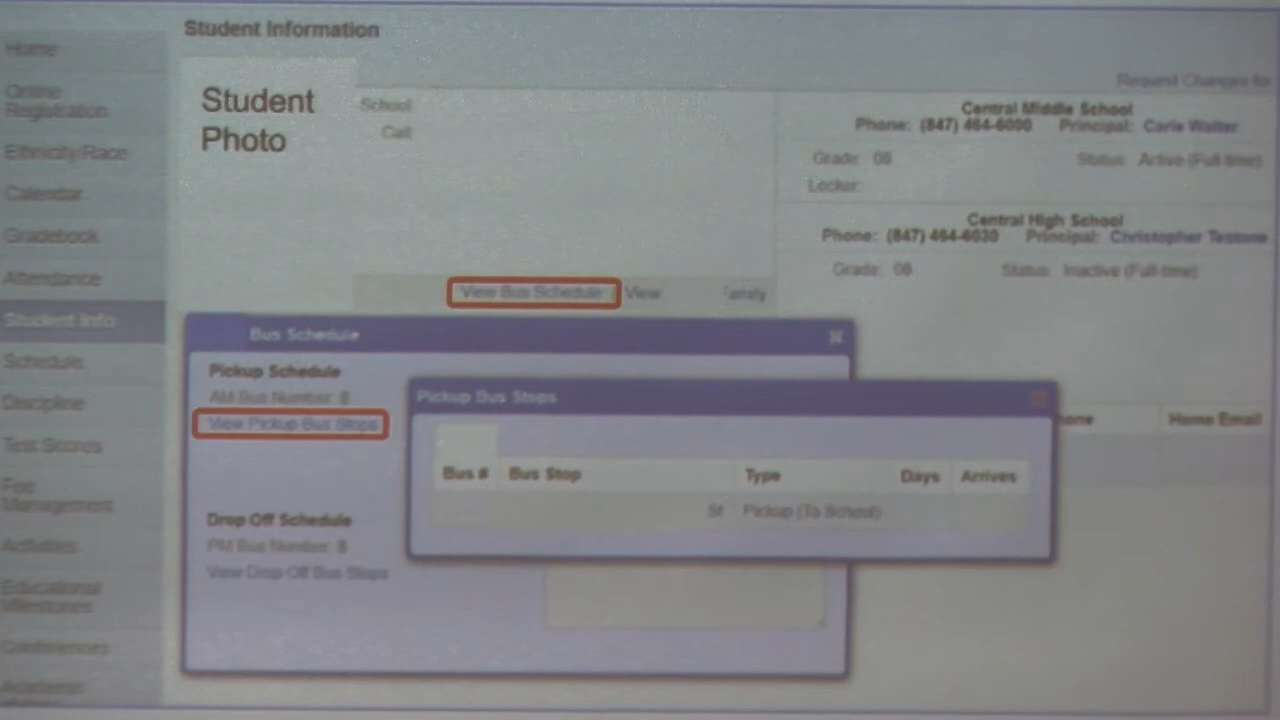 Student Information
Home
Online
Registration
Ethnicity/Race
Calendar
Gradebook
Attendance
Student Info
Schedule
Discipline
Test Scores
Fee
Management
Activities
Educational
Milestones
Conferences
Academic
Student
Photo
School
Call
View Bus Schedule
View
Family
Request Changes for
Central Middle School
Phone: (847) 464-6000 Principal: Carie Walter
Grade: 08 Status: Active (Full-time)
Locker:
Central High School
Phone: (847) 464-6030 Principal: Christopher Testone
Grade: 08 Status: Inactive (Full-time)
Home Email
Bus Schedule
Pickup Schedule
AM Bus Number: 8
View Pickup Bus Stops
Drop Off Schedule
PM Bus Number: 8
View Drop-Off Bus Stops
Pickup Bus Stops
Bus # Bus Stop Type Days Arrives
St Pickup (To School)